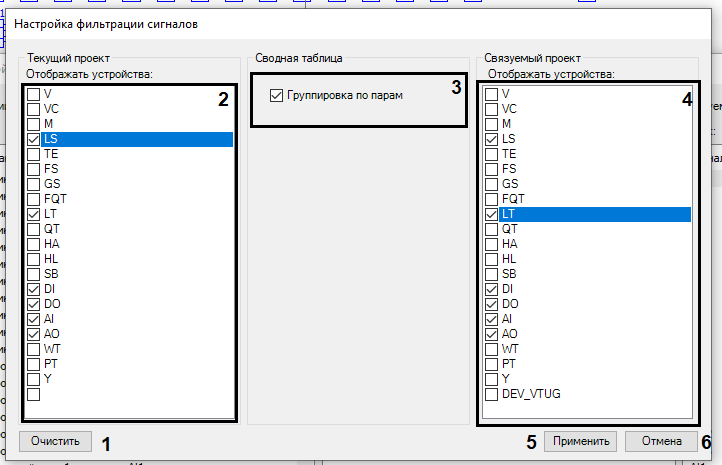 Настройка фильтрации сигналов
Текущий проект
Отображать устройства:
V
VC
M
LS
TE
FS
GS
FQT
LT
QT
HA
HL
SB
DI
DO
AI
AO
WT
PT
Y
2
Сводная таблица
Группировка по парам
3
Связуемый проект
Отображать устройства:
V
VC
M
LS
TE
FS
GS
FQT
LT
QT
HA
HL
SB
DI
DO
AI
AO
WT
PT
Y
DEV_VTUG
4
Очистить
1
5
Применить
Отмена
6